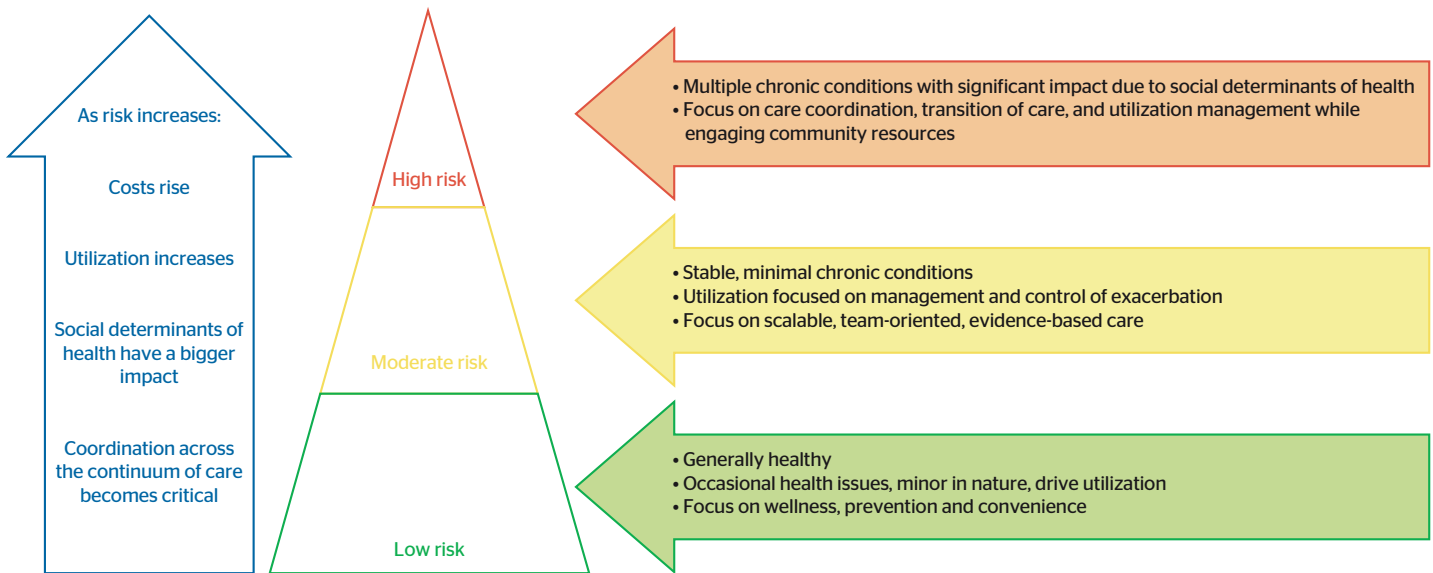 As risk increases:
Costs rise
Utilization increases
Social determinants of
health have a bigger
impact
Coordination across
the continuum of care
becomes critical
High risk
Moderate risk
Low risk
• Multiple chronic conditions with significant impact due to social determinants of health
• Focus on care coordination, transition of care, and utilization management while
engaging community resources
• Stable, minimal chronic conditions
• Utilization focused on management and control of exacerbation
• Focus on scalable, team-oriented, evidence-based care
• Generally healthy
• Occasional health issues, minor in nature, drive utilization
• Focus on wellness, prevention and convenience